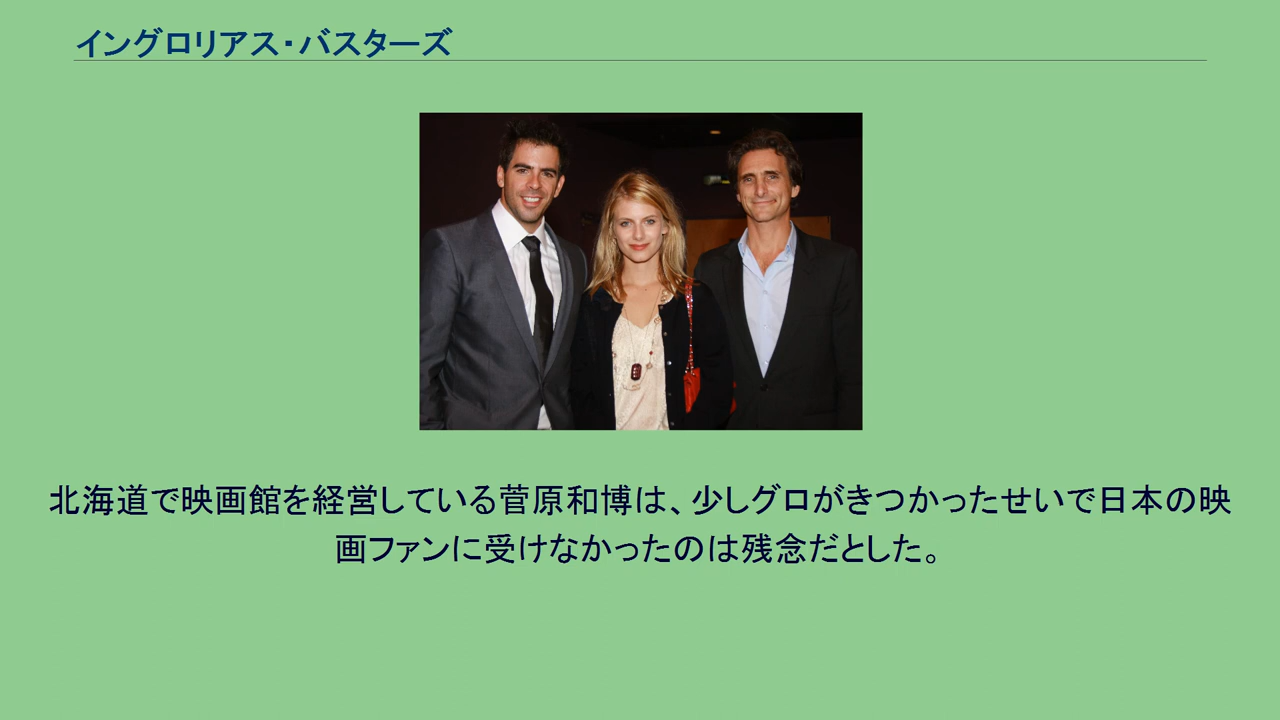 イングロリアス・バスターズ
北海道で映画館を経営している菅原和博は、少しグロがきつかったせいで日本の映
画ファンに受けなかったのは残念だとした。